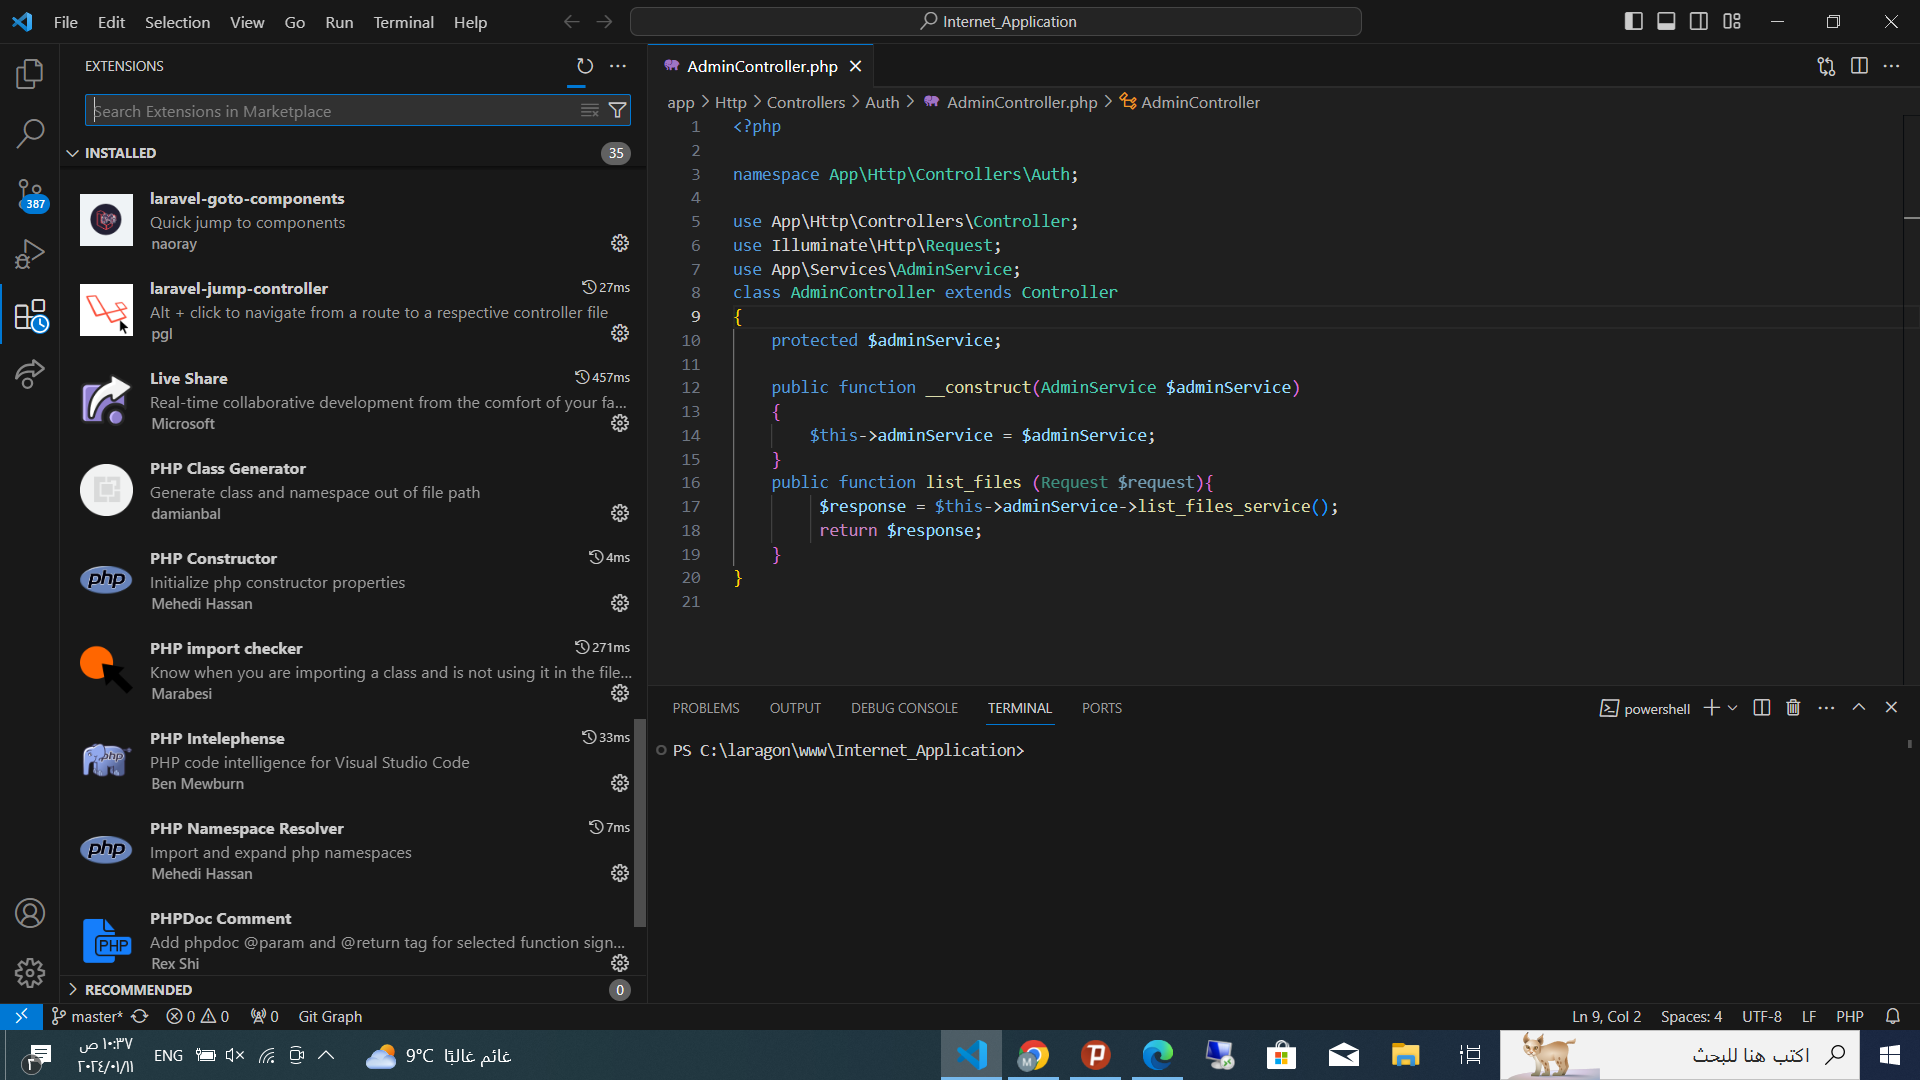 File Edit Selection View Go Run Terminal Help
Internet_Application
EXTENSIONS
Search Extensions in Marketplace
INSTALLED 35
387
laravel-goto-components
Quick jump to components
naoray
laravel-jump-controller 27ms
Alt + click to navigate from a route to a respective controller file
pgl
Live Share 457ms
Real-time collaborative development from the comfort of your fa...
Microsoft
PHP Class Generator
Generate class and namespace out of file path
damianbal
php
PHP Constructor 4ms
Initialize php constructor properties
Mehedi Hassan
PHP import checker 271ms
Know when you are importing a class and is not using it in the file...
Marabesi
php
PHP Intelephense 33ms
PHP code intelligence for Visual Studio Code
Ben Mewburn
php
PHP Namespace Resolver 7ms
Import and expand php namespaces
Mehedi Hassan
PHP
PHPDoc Comment
Add phpdoc @param and @return tag for selected function sign...
Rex Shi
RECOMMENDED 0
AdminController.php
app > Http > Controllers > Auth > AdminController.php > AdminController
1 <?php
2
3 namespace App\Http\Controllers\Auth;
4
5 use App\Http\Controllers\Controller;
6 use Illuminate\Http\Request;
7 use App\Services\AdminService;
8 class AdminController extends Controller
9 {
10 protected $adminService;
11
12 public function __construct(AdminService $adminService)
13 {
14 $this->adminService = $adminService;
15 }
16 public function list_files (Request $request){
17 $response = $this->adminService->list_files_service();
18 return $response;
19 }
20 }
21
PROBLEMS OUTPUT DEBUG CONSOLE TERMINAL PORTS
powershell
PS C:\laragon\www\Internet_Application>
master* 0 0 0 Git Graph
Ln 9, Col 2 Spaces: 4 UTF-8 LF PHP
٣
١٠:٣٧ ص
٢٠٢٤/٠١/١١
ENG
9°C غائم غالبًا
M
اكتب هنا للبحث